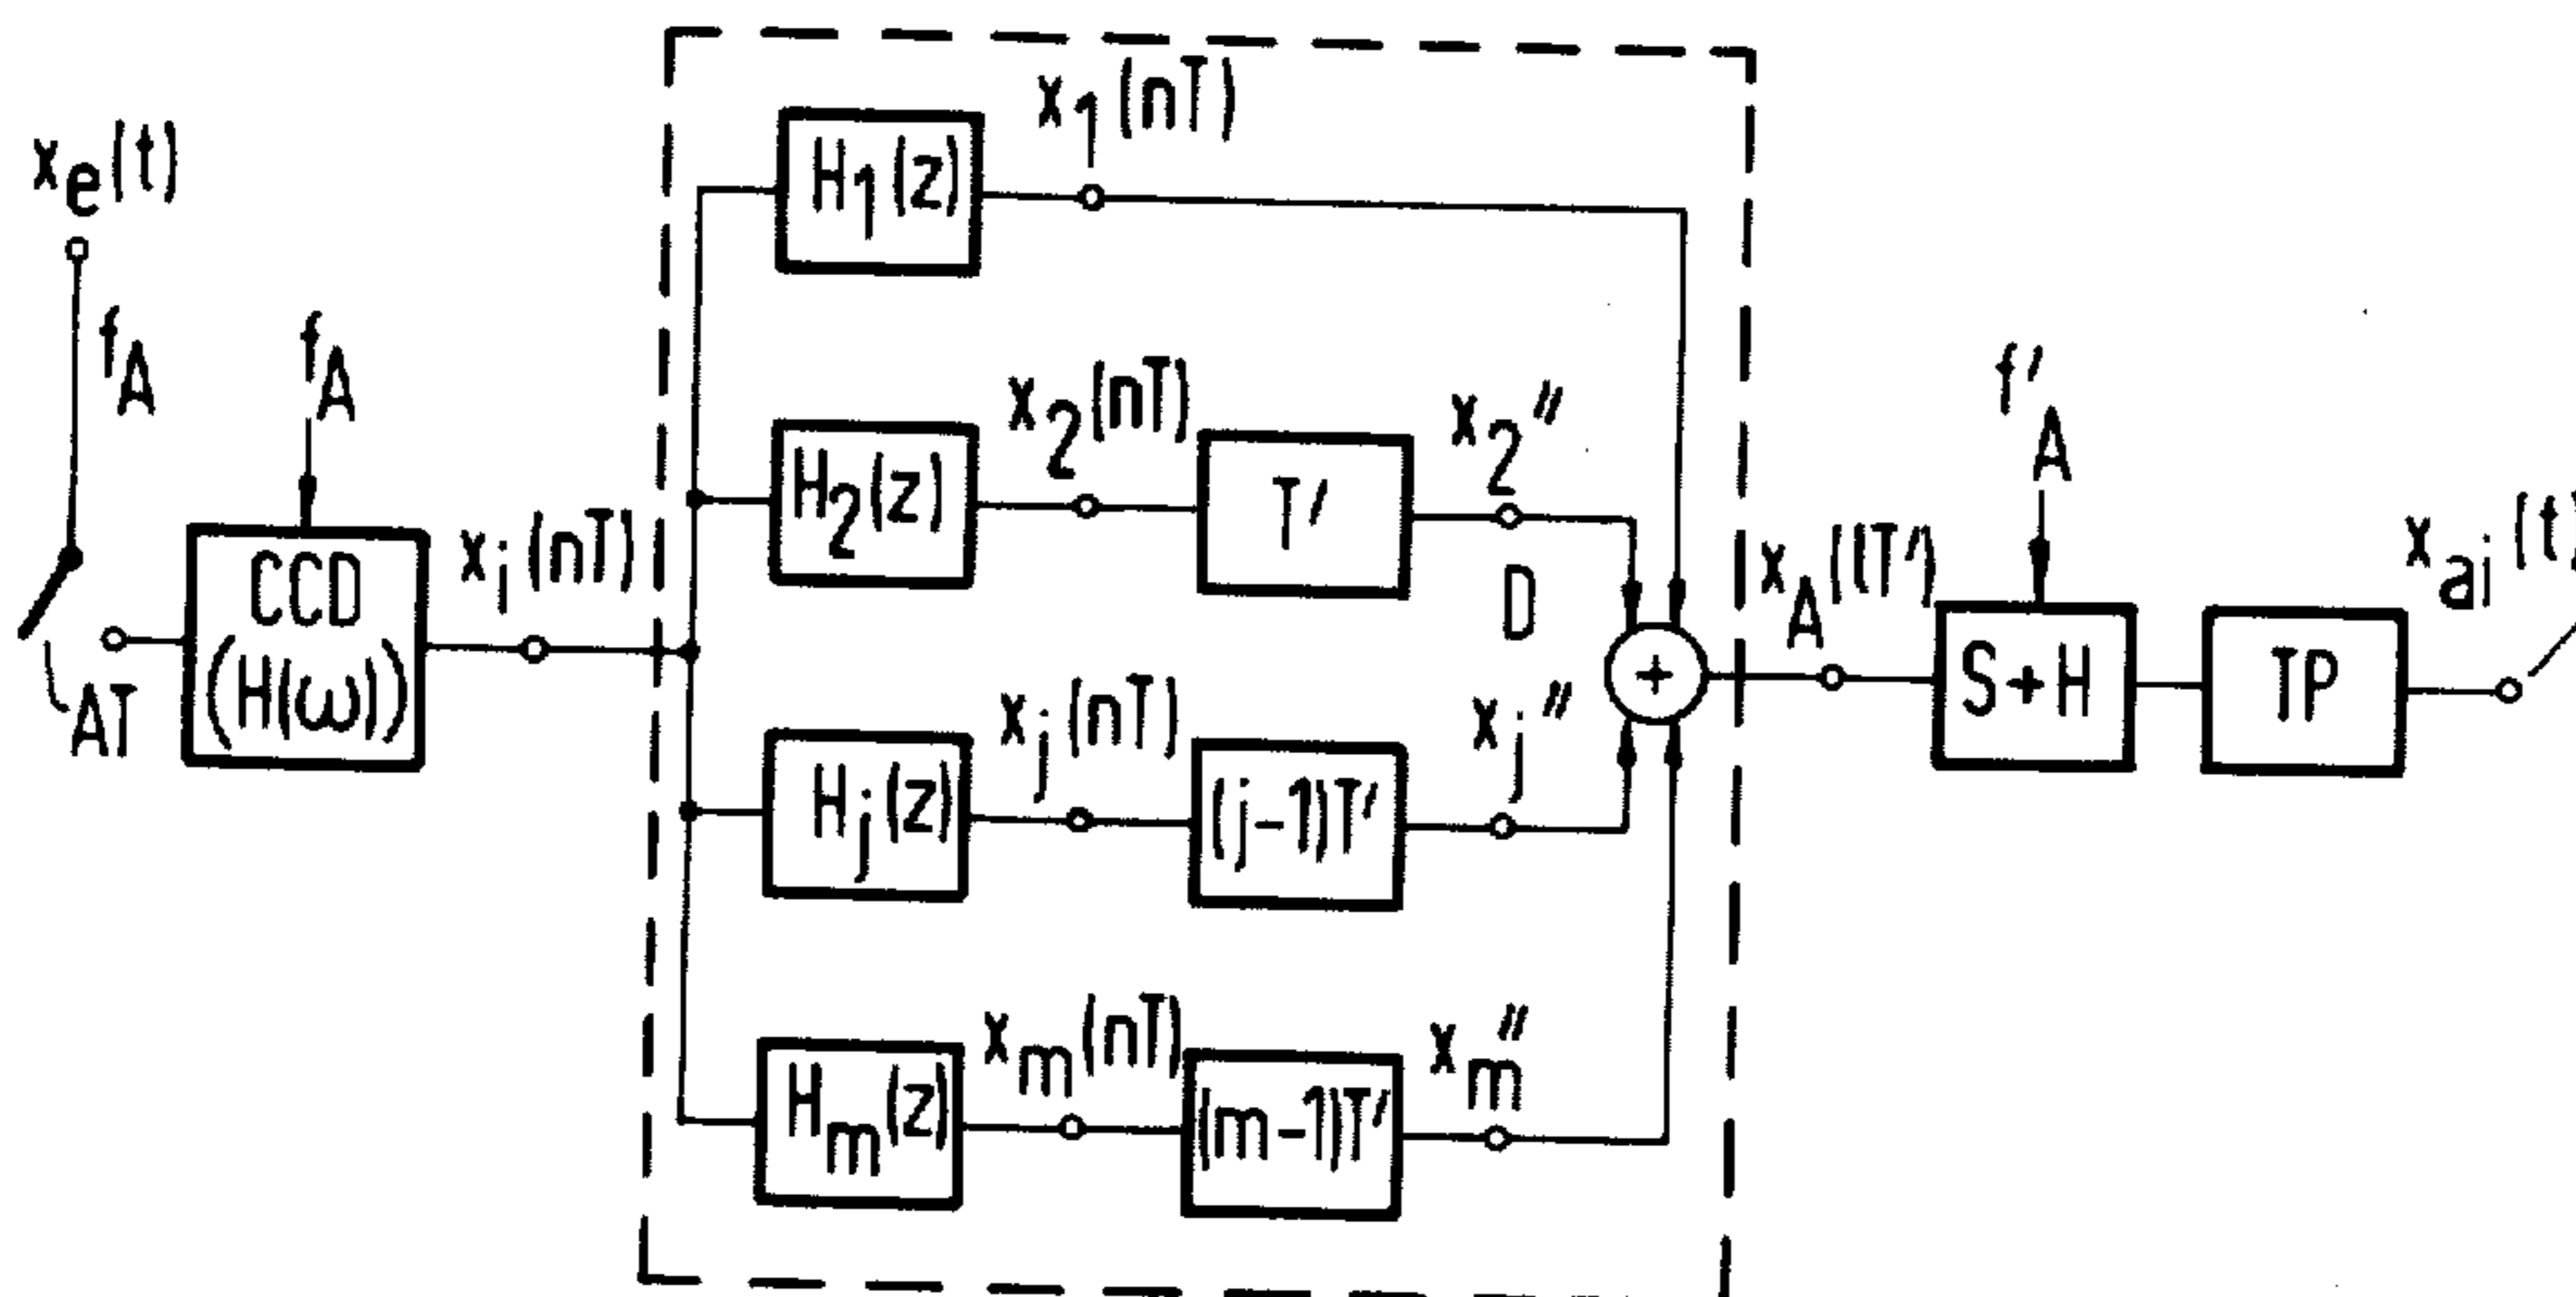 xe(t)
fA
AT
fA
CCD
(H(ω))
xi(nT)
H1(z)
x1(nT)
H2(z)
x2(nT)
T′
x2″
D
Hj(z)
xj(nT)
(j-1)T′
xj″
Hm(z)
xm(nT)
(m-1)T′
xm″
+
xA(lT′)
f′A
S+H
TP
xai(t)